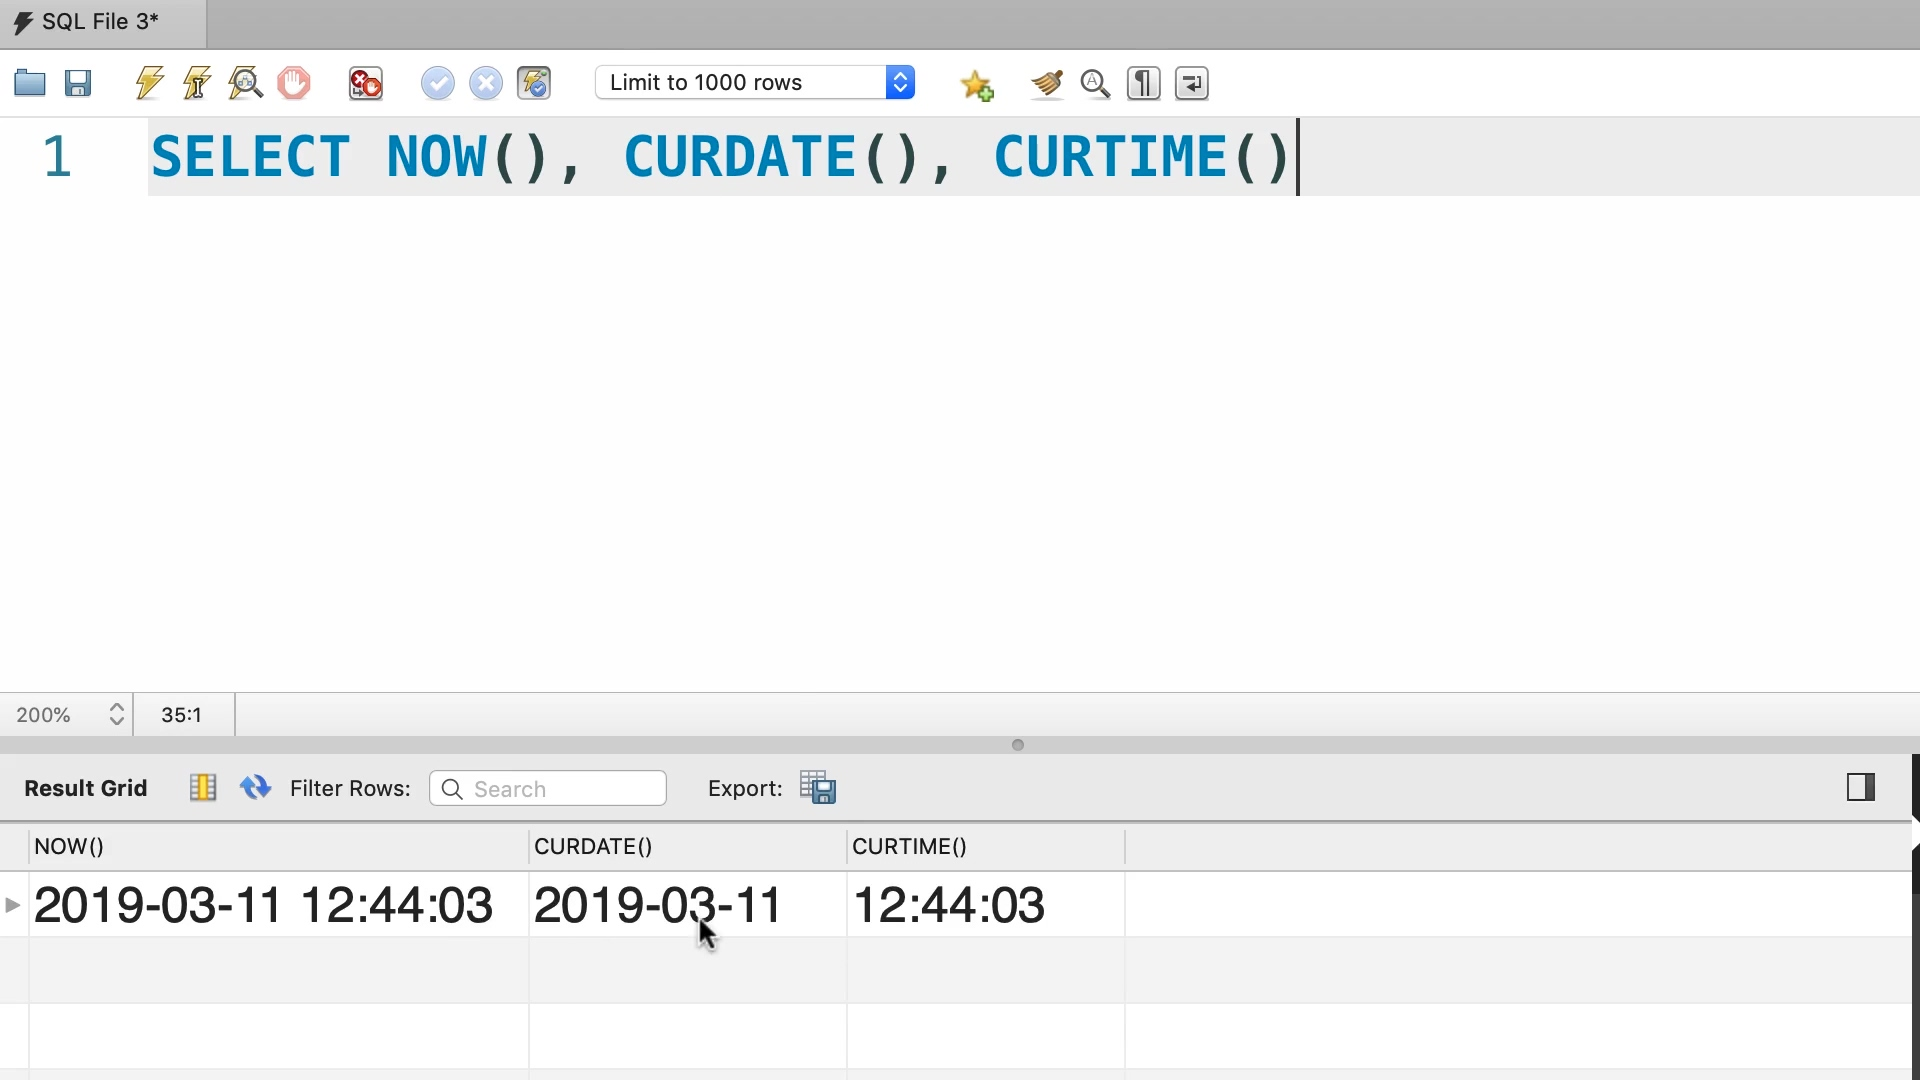 SQL File 3*
Limit to 1000 rows
1 SELECT NOW(), CURDATE(), CURTIME()
200% 35:1
Result Grid Filter Rows: Search Export:
NOW() CURDATE() CURTIME()
2019-03-11 12:44:03 2019-03-11 12:44:03